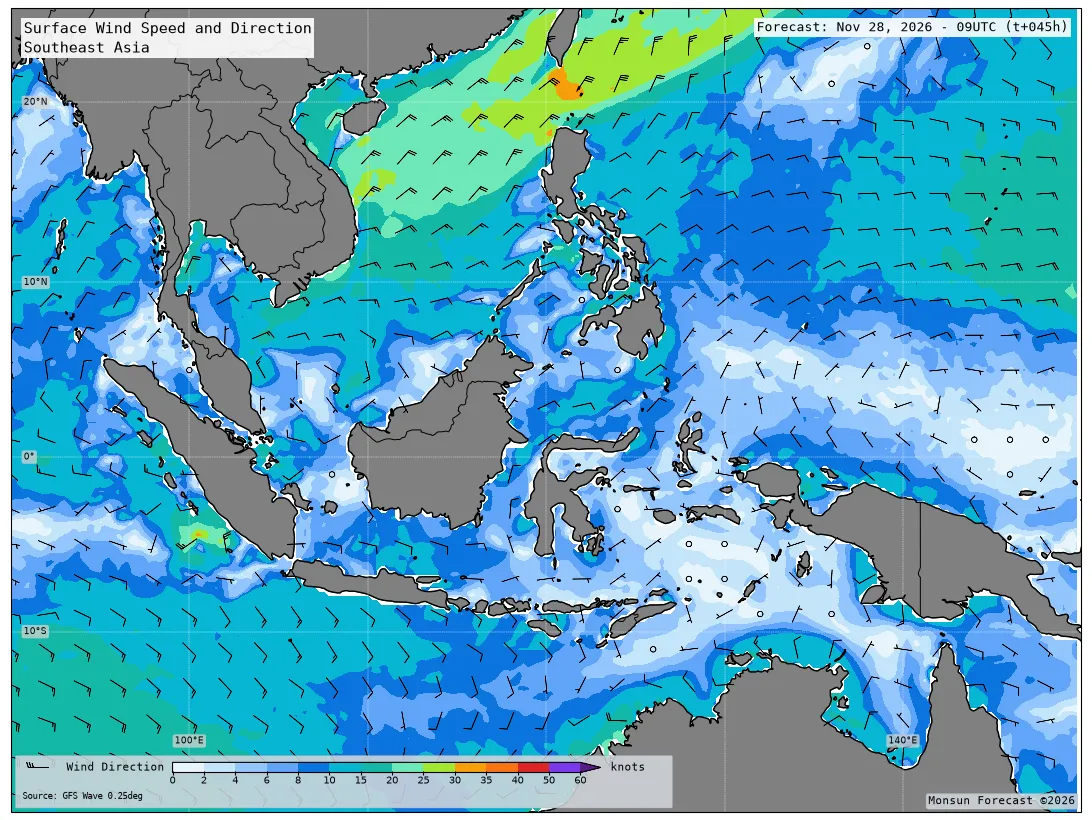 Surface Wind Speed and Direction
Southeast Asia
Forecast: Nov 28, 2026 - 09UTC (t+045h)
20°N
10°N
0°
10°S
100°E
140°E
Wind Direction
0 2 4 6 8 10 15 20 25 30 35 40 50 60
knots
Source: GFS Wave 0.25deg
Monsun Forecast ©2026